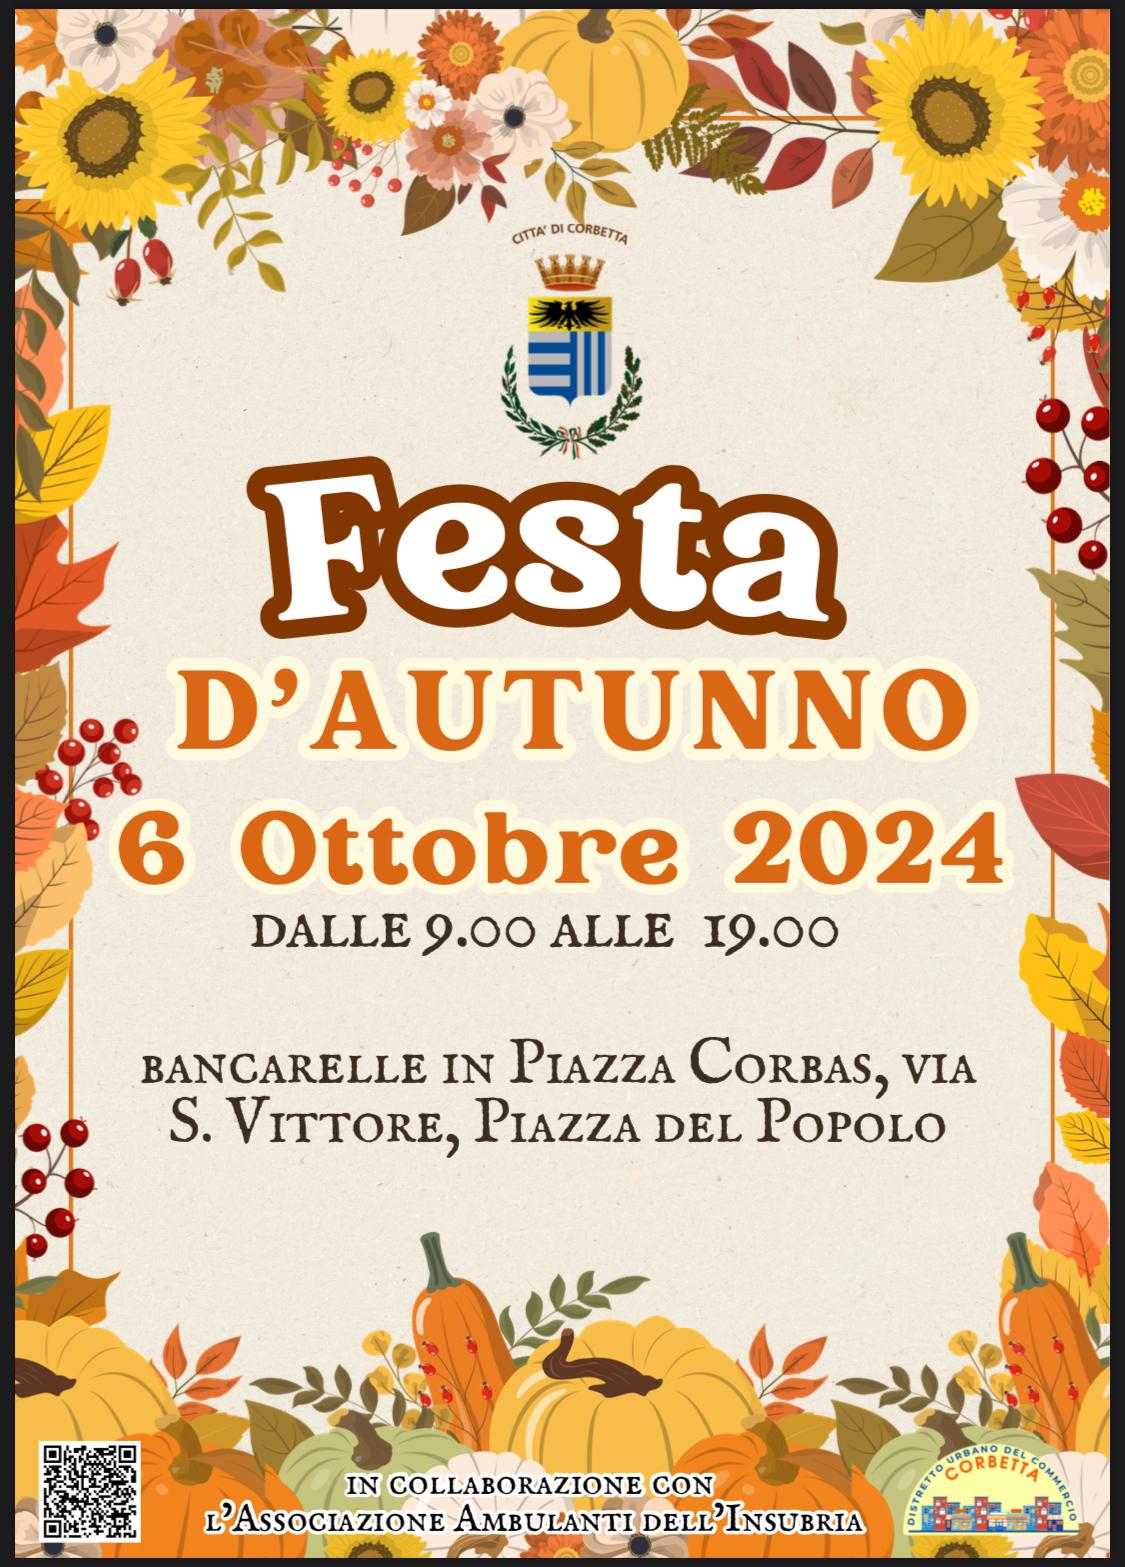 CITTA' DI CORBETTA
Festa
D'AUTUNNO
6 Ottobre 2024
DALLE 9.00 ALLE 19.00
BANCARELLE IN PIAZZA CORBAS, VIA
S. VITTORE, PIAZZA DEL POPOLO
IN COLLABORAZIONE CON
L'ASSOCIAZIONE AMBULANTI DELL'INSUBRIA
DISTRETTO URBANO DEL COMMERCIO
CORBETTA